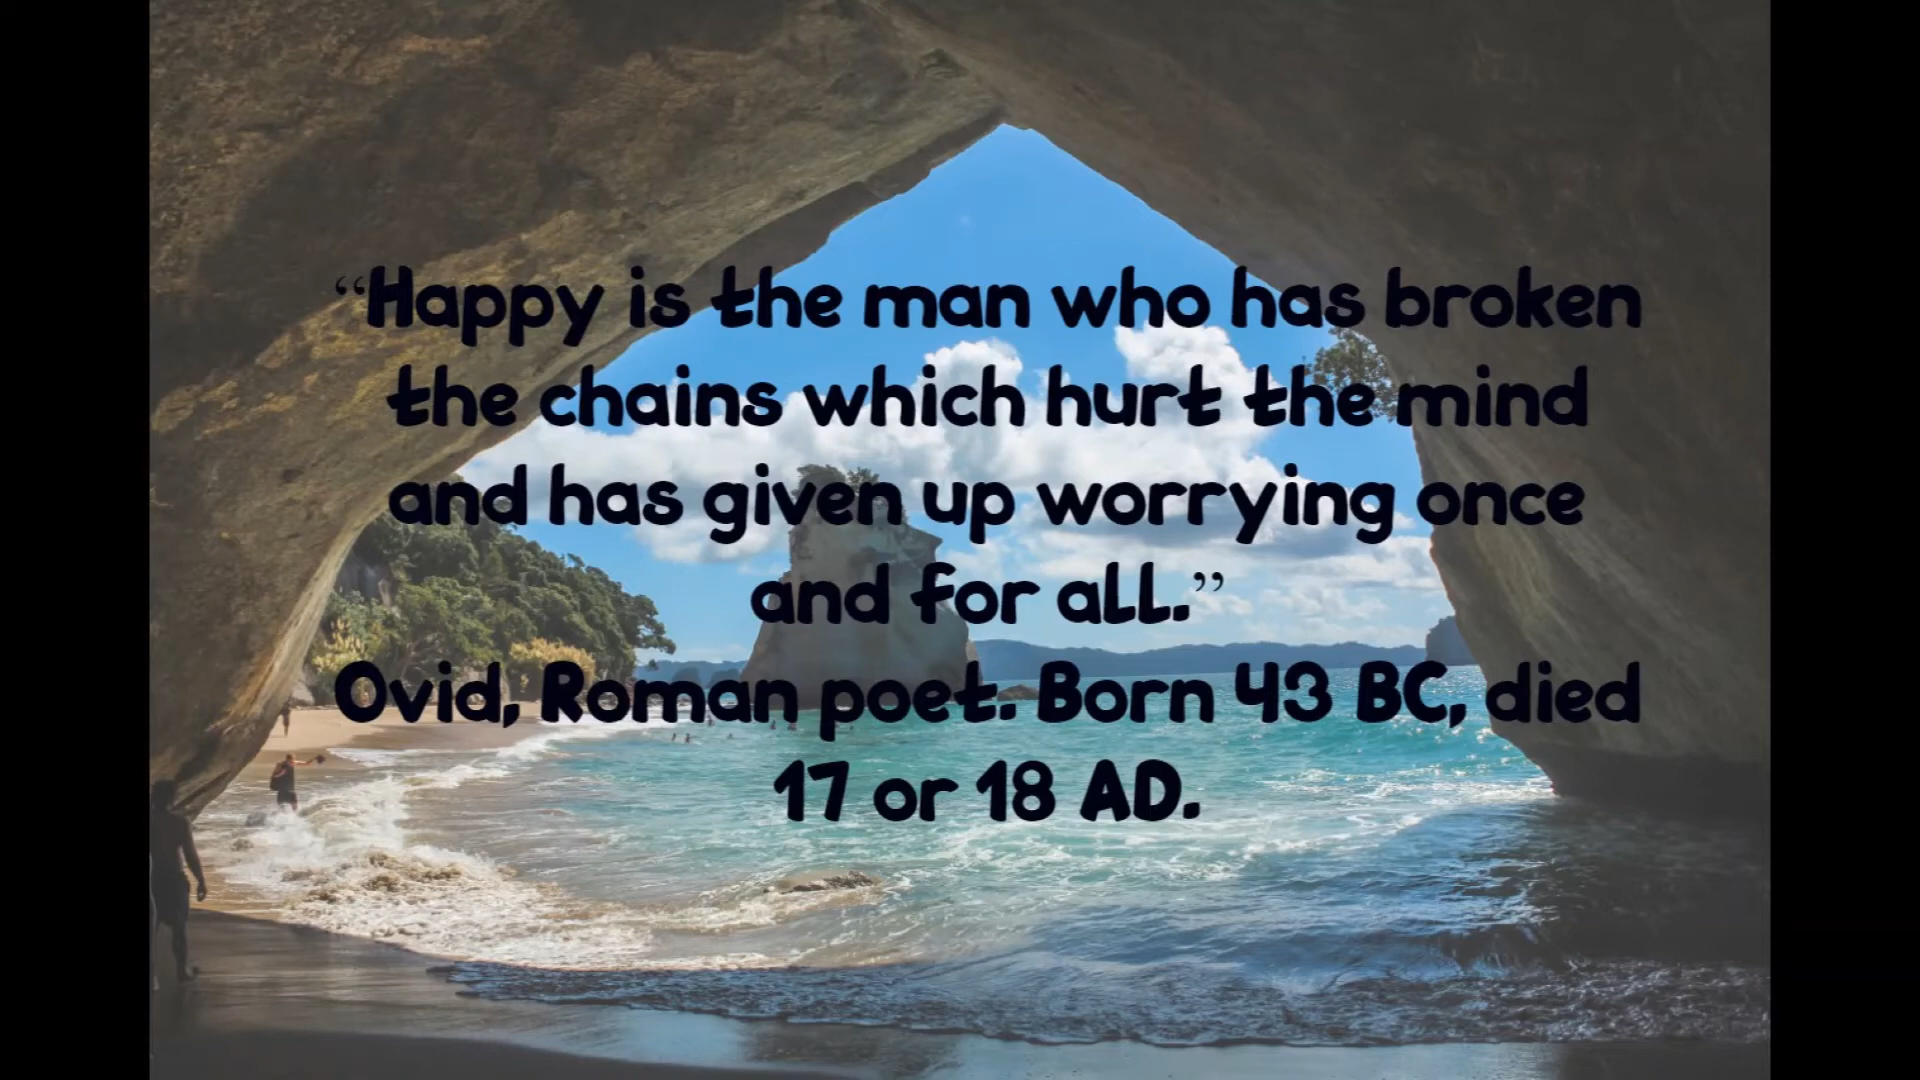 “Happy is the man who has broken
the chains which hurt the mind
and has given up worrying once
and for all.”
Ovid, Roman poet. Born 43 BC, died
17 or 18 AD.